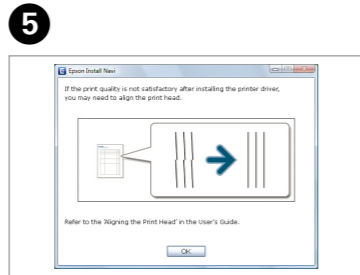 5
Epson Install Navi
If the print quality is not satisfactory after installing the printer driver,
you may need to align the print head.
Refer to the 'Aligning the Print Head' in the User's Guide.
OK